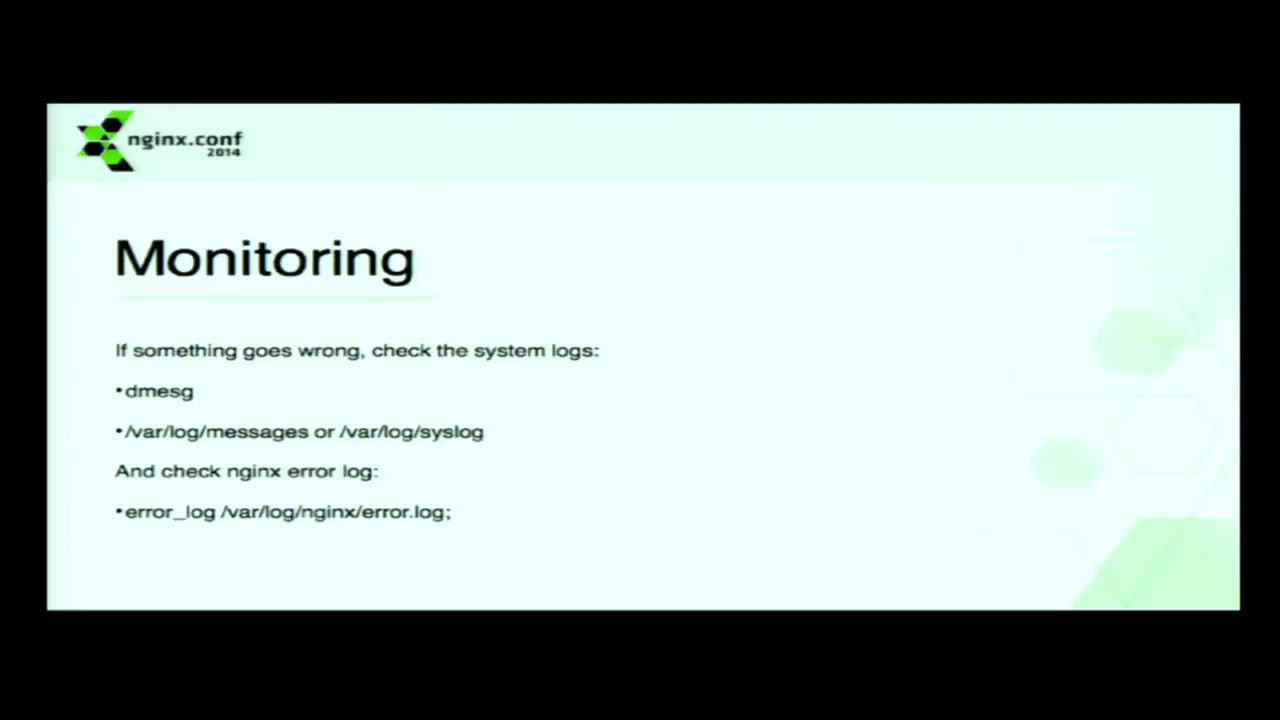 nginx.conf
2014
Monitoring
If something goes wrong, check the system logs:
•dmesg
•/var/log/messages or /var/log/syslog
And check nginx error log:
•error_log /var/log/nginx/error.log;